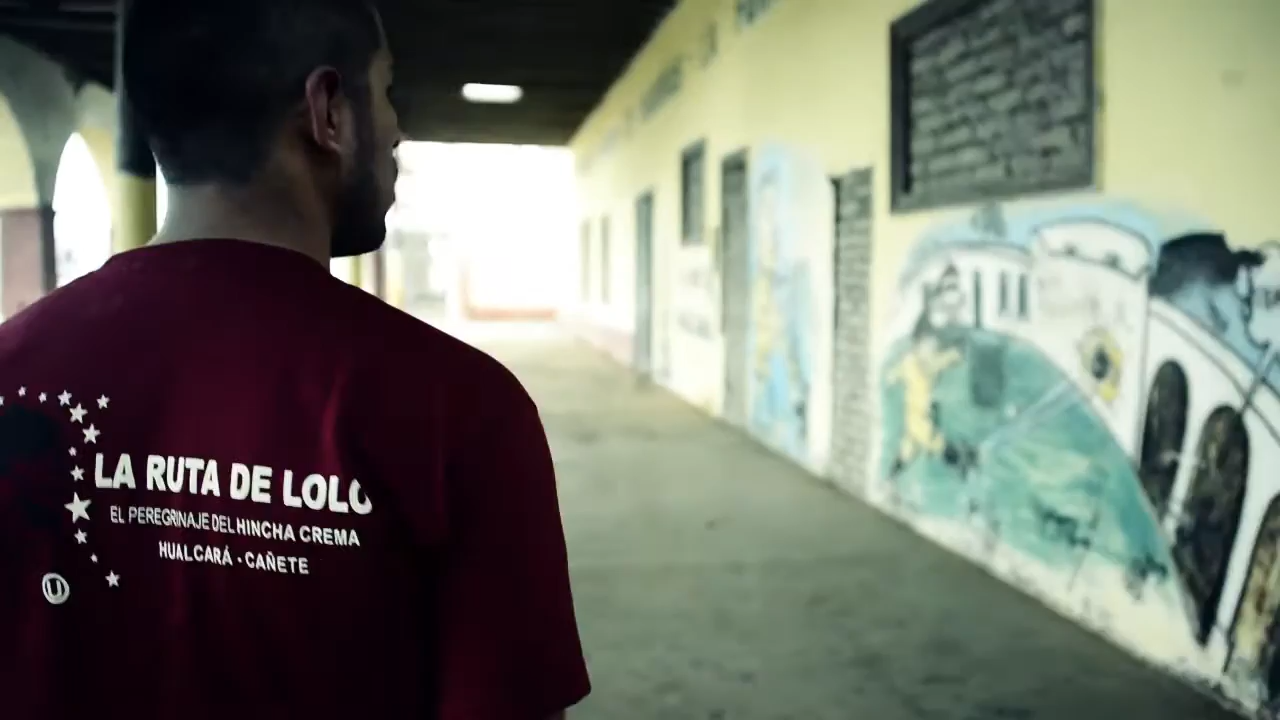 LA RUTA DE LOLO
EL PEREGRINAJE DEL HINCHA CREMA
HUALCARÁ - CAÑETE
U